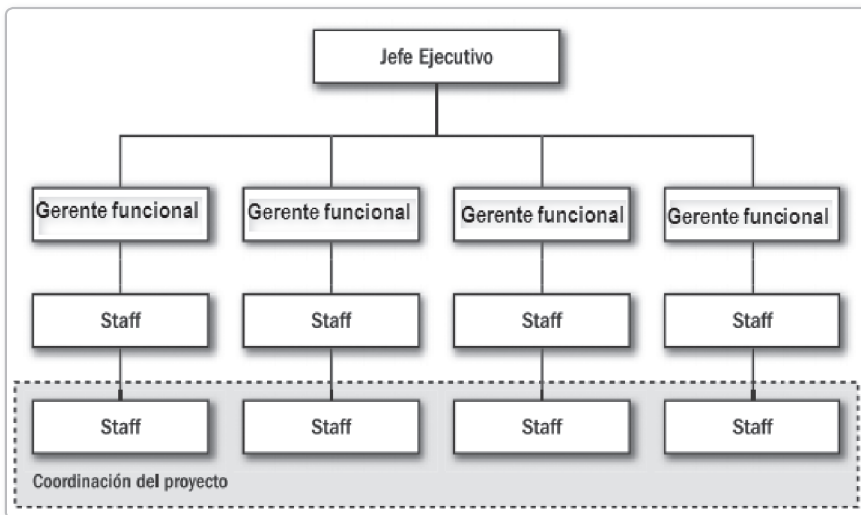 Jefe Ejecutivo
Gerente funcional Gerente funcional Gerente funcional Gerente funcional
Staff Staff Staff Staff
Staff Staff Staff Staff
Coordinación del proyecto